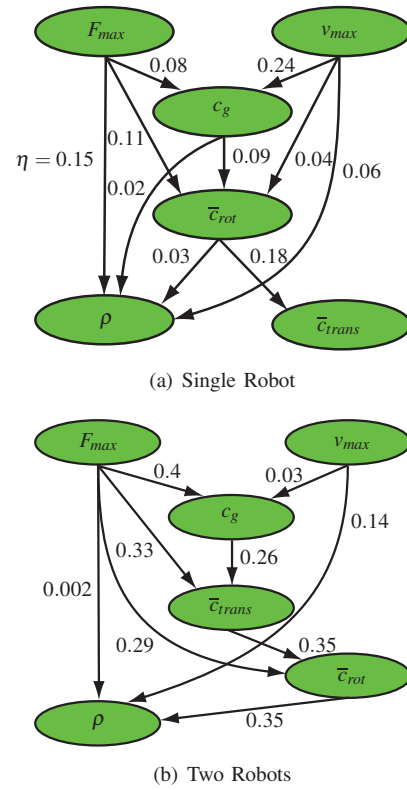 F_max
v_max
0.08
0.24
c_g
η = 0.15
0.11
0.09
0.04
0.06
0.02
c̅_rot
0.03
0.18
ρ
c̅_trans
(a) Single Robot
F_max
v_max
0.4
0.03
c_g
0.14
0.33
0.26
0.002
c̅_trans
0.29
0.35
c̅_rot
ρ
0.35
(b) Two Robots